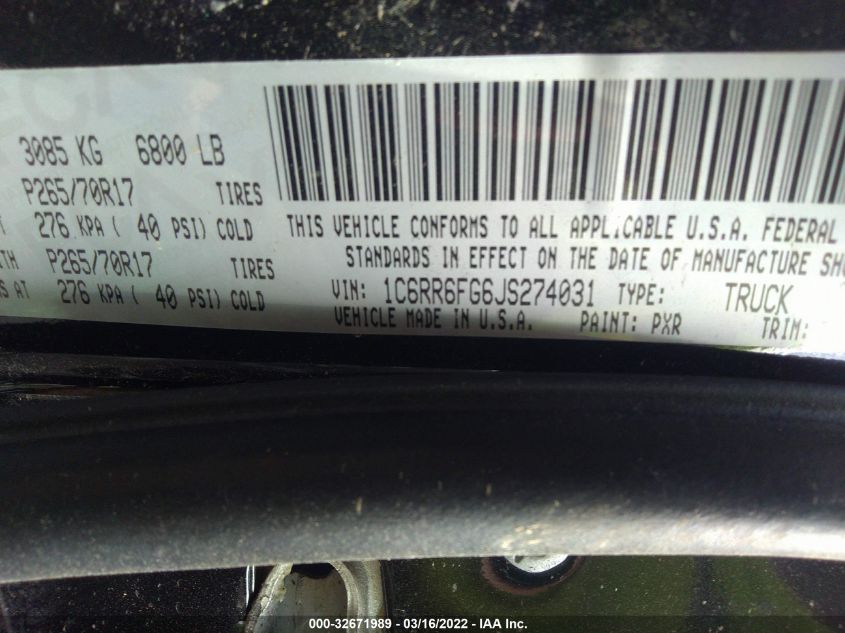 3085 KG 6800 LB
P265/70R17 TIRES
276 KPA ( 40 PSI) COLD
P265/70R17 TIRES
S AT 276 KPA ( 40 PSI) COLD
THIS VEHICLE CONFORMS TO ALL APPLICABLE U.S.A. FEDERAL
STANDARDS IN EFFECT ON THE DATE OF MANUFACTURE SHO
VIN: 1C6RR6FG6JS274031 TYPE: TRUCK
VEHICLE MADE IN U.S.A. PAINT: PXR TRIM:
000-32671989 - 03/16/2022 - IAA Inc.